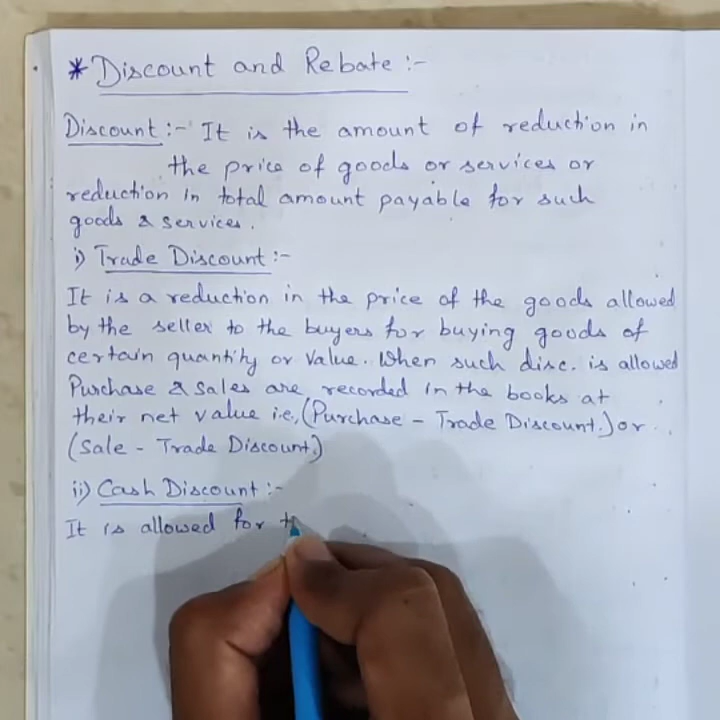 * Discount and Rebate :-
Discount :- It is the amount of reduction in
the price of goods or services or
reduction in total amount payable for such
goods & services.
i) Trade Discount :-
It is a reduction in the price of the goods allowed
by the seller to the buyers for buying goods of
certain quantity or value. When such disc. is allowed
Purchase & Sales are recorded in the books at
their net value i.e., (Purchase - Trade Discount) or
(Sale - Trade Discount)
ii) Cash Discount :-
It is allowed for